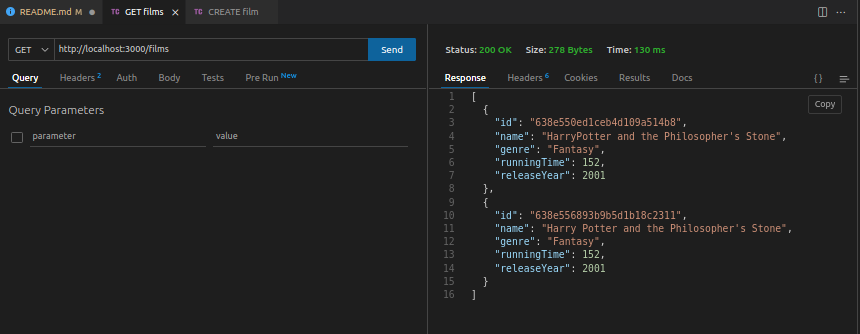 README.md M
TC GET films
TC CREATE film
GET http://localhost:3000/films Send
Query Headers 2 Auth Body Tests Pre Run New
Query Parameters
parameter value
Status: 200 OK Size: 278 Bytes Time: 130 ms
Response Headers 6 Cookies Results Docs {}
Copy
1 [
2 {
3 "id": "638e550ed1ceb4d109a514b8",
4 "name": "HarryPotter and the Philosopher's Stone",
5 "genre": "Fantasy",
6 "runningTime": 152,
7 "releaseYear": 2001
8 },
9 {
10 "id": "638e556893b9b5d1b18c2311",
11 "name": "Harry Potter and the Philosopher's Stone",
12 "genre": "Fantasy",
13 "runningTime": 152,
14 "releaseYear": 2001
15 }
16 ]